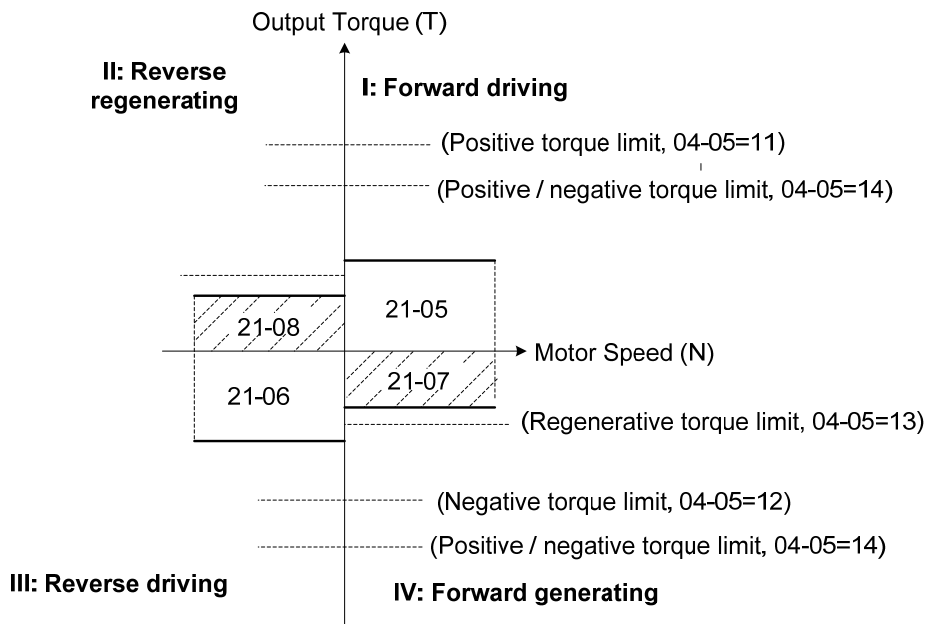 Output Torque (T)
II: Reverse
regenerating
I: Forward driving
(Positive torque limit, 04-05=11)
(Positive / negative torque limit, 04-05=14)
21-05
21-08
Motor Speed (N)
21-07
21-06
(Regenerative torque limit, 04-05=13)
(Negative torque limit, 04-05=12)
(Positive / negative torque limit, 04-05=14)
III: Reverse driving
IV: Forward generating